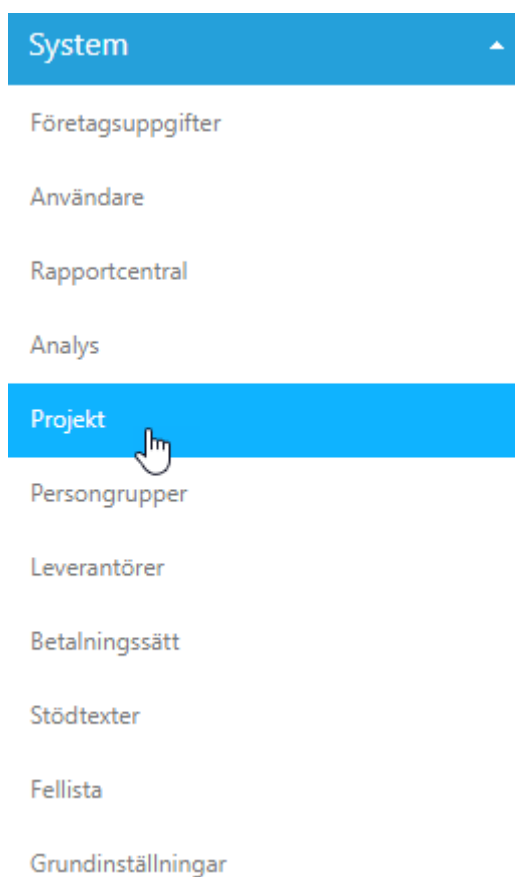 System
Företagsuppgifter
Användare
Rapportcentral
Analys
Projekt
Persongrupper
Leverantörer
Betalningssätt
Stödtexter
Fellista
Grundinställningar